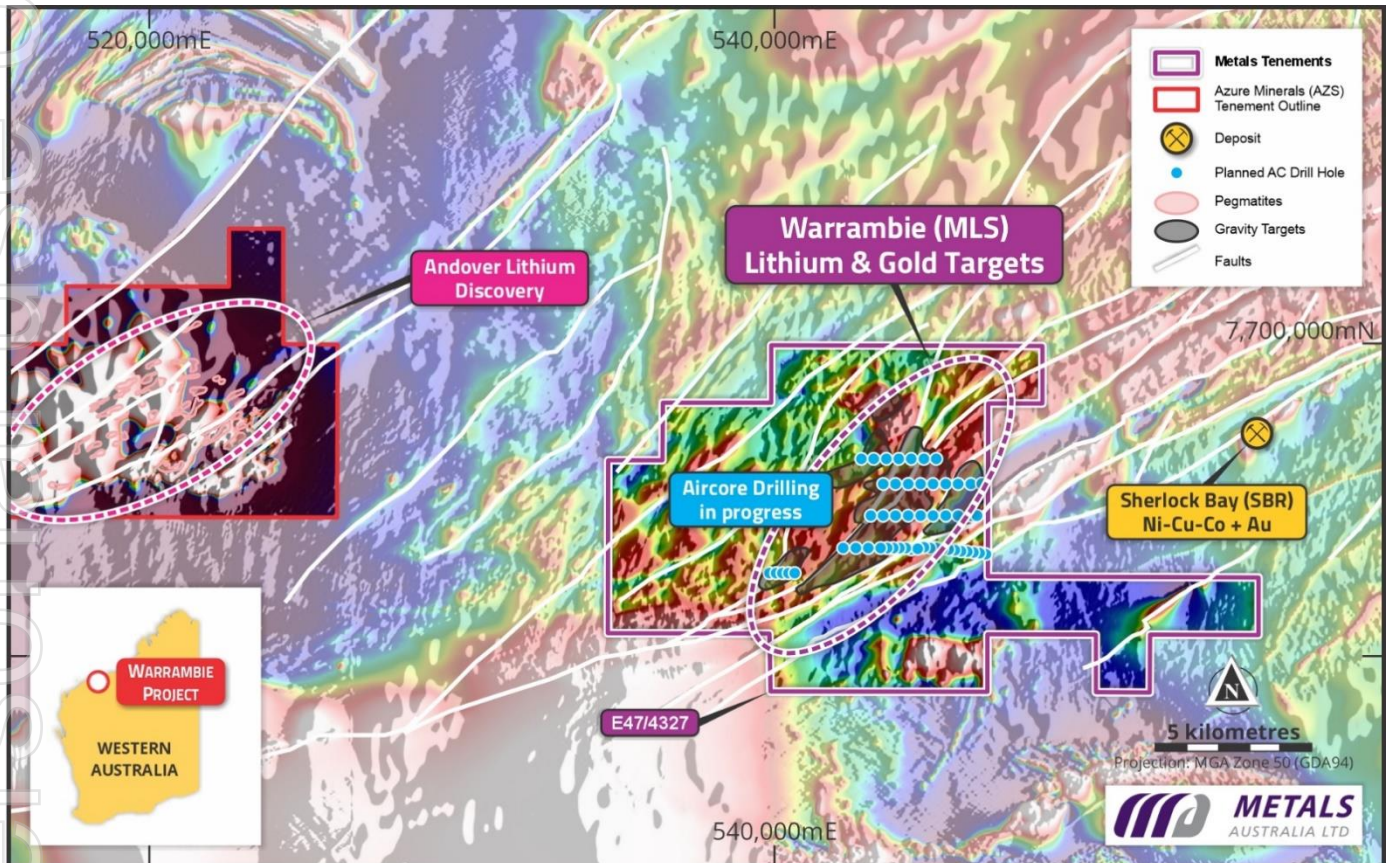 520,000mE
540,000mE
Metals Tenements
Azure Minerals (AZS)
Tenement Outline
Deposit
Planned AC Drill Hole
Pegmatites
Gravity Targets
Faults
Warrambie (MLS)
Lithium & Gold Targets
Andover Lithium
Discovery
7,700,000mN
Aircore Drilling
in progress
Sherlock Bay (SBR)
Ni-Cu-Co + Au
WARRAMBIE
PROJECT
WESTERN
AUSTRALIA
E47/4327
N
5 kilometres
Projection: MGA Zone 50 (GDA94)
540,000mE
METALS
AUSTRALIA LTD